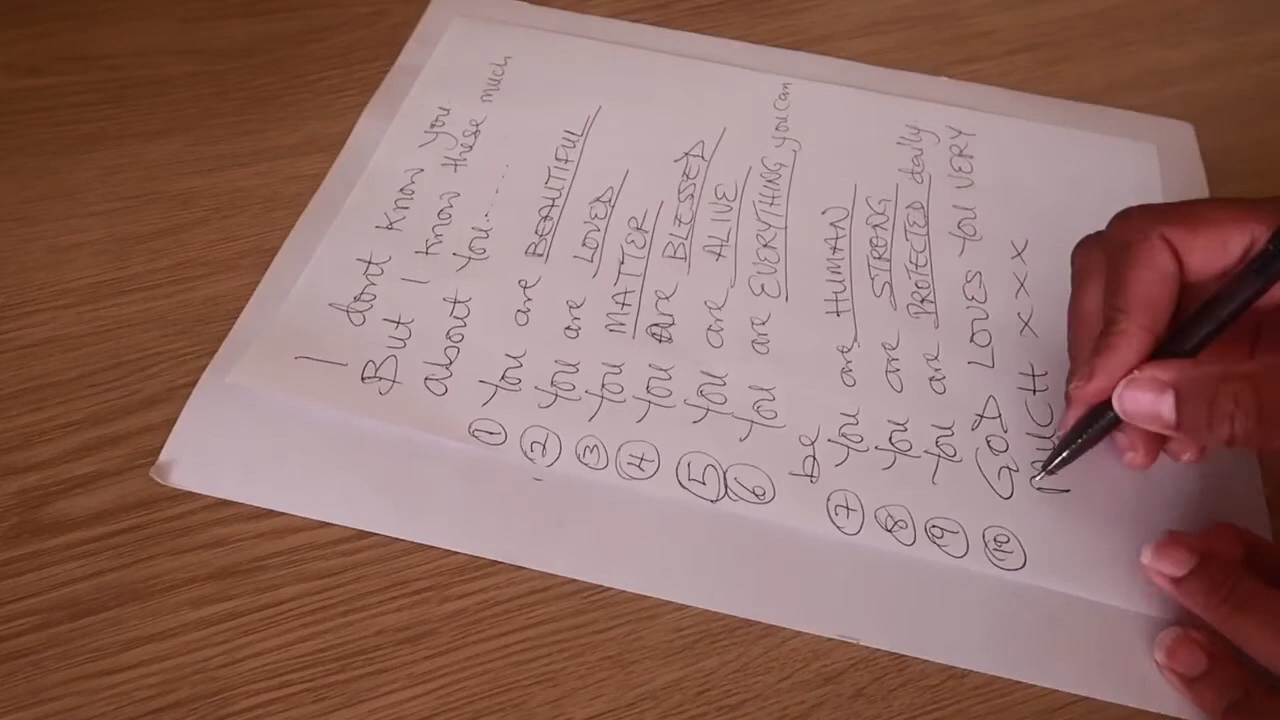 I dont know you
But I know these much
about you......
① You are BEAUTIFUL
② You are LOVED
③ You MATTER
④ You Are BLESSED
⑤ You are ALIVE
⑥ You are EVERYTHING you can
be
⑦ You are HUMAN
⑧ You are STRONG
⑨ You are PROTECTED daily
⑩ GOD LOVES YOU VERY
MUCH XXXX